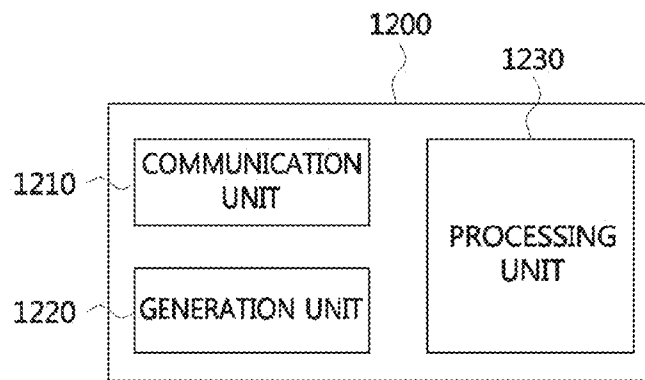 1200
1230
1210
COMMUNICATION
UNIT
PROCESSING
UNIT
1220
GENERATION UNIT